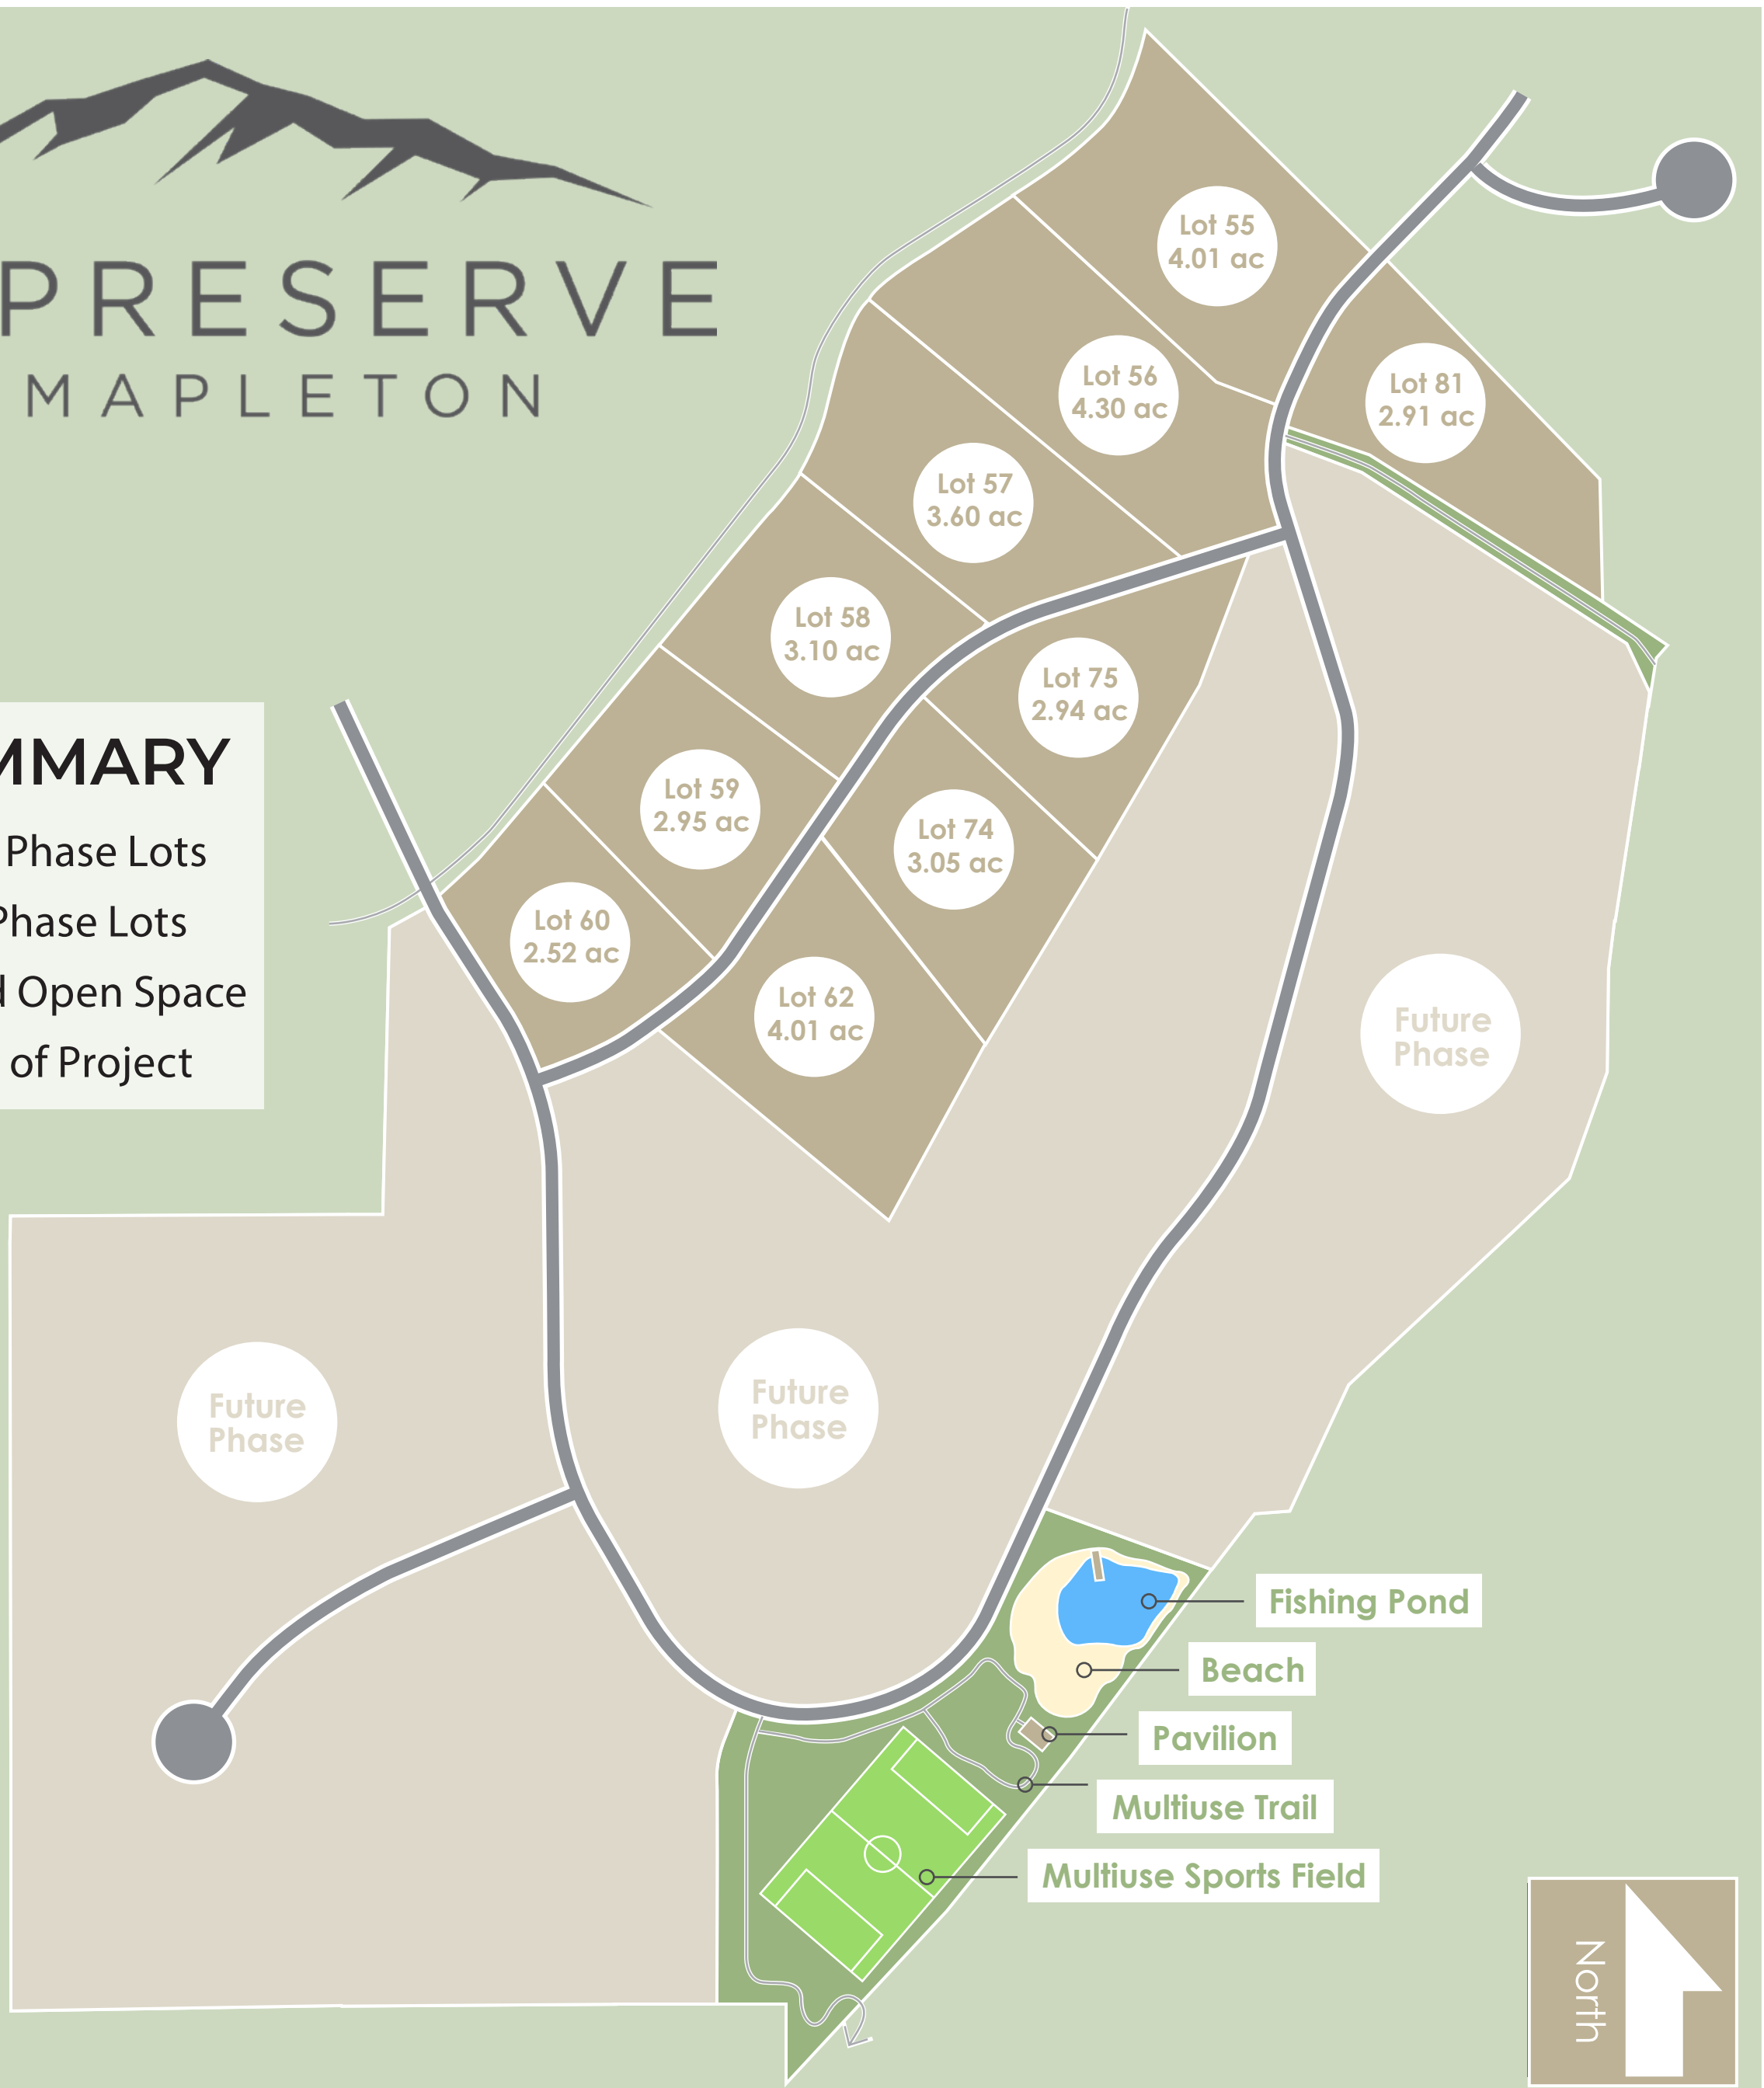 PRESERVE
MAPLETON
MMARY
Phase Lots
Phase Lots
d Open Space
of Project
Lot 55
4.01 ac
Lot 56
4.30 ac
Lot 81
2.91 ac
Lot 57
3.60 ac
Lot 58
3.10 ac
Lot 75
2.94 ac
Lot 59
2.95 ac
Lot 74
3.05 ac
Lot 60
2.52 ac
Lot 62
4.01 ac
Future
Phase
Future
Phase
Future
Phase
Fishing Pond
Beach
Pavilion
Multiuse Trail
Multiuse Sports Field
North